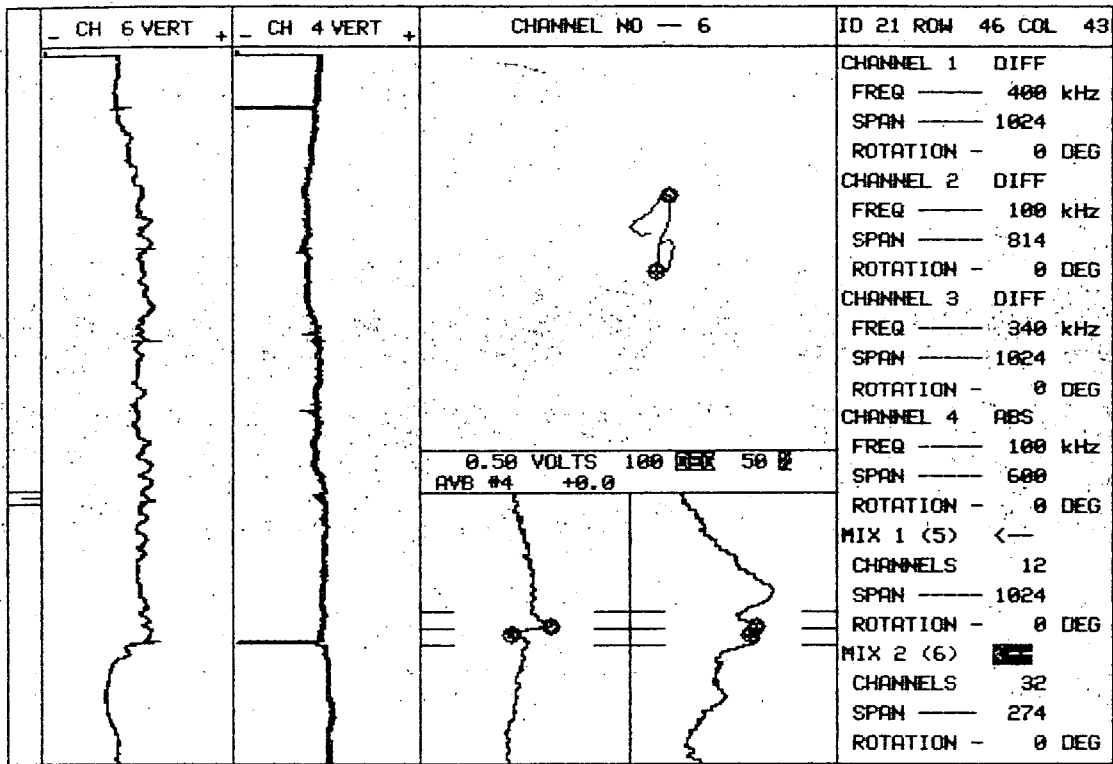 _ CH 6 VERT +
_ CH 4 VERT +
CHANNEL NO -- 6
0.50 VOLTS 100 50
AVB #4 +0.0
ID 21 ROW 46 COL 43
CHANNEL 1 DIFF
FREQ ----- 400 kHz
SPAN ----- 1024
ROTATION - 0 DEG
CHANNEL 2 DIFF
FREQ ----- 100 kHz
SPAN ----- 814
ROTATION - 0 DEG
CHANNEL 3 DIFF
FREQ ----- 340 kHz
SPAN ----- 1024
ROTATION - 0 DEG
CHANNEL 4 ABS
FREQ ----- 100 kHz
SPAN ----- 600
ROTATION - 0 DEG
MIX 1 (5) <--
CHANNELS 12
SPAN ----- 1024
ROTATION - 0 DEG
MIX 2 (6) <--
CHANNELS 32
SPAN ----- 274
ROTATION - 0 DEG